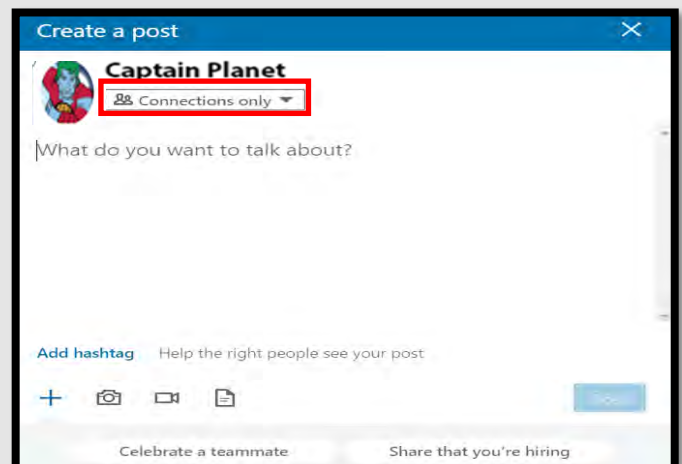 Create a post
Captain Planet
Connections only
What do you want to talk about?
Add hashtag Help the right people see your post
Celebrate a teammate Share that you're hiring